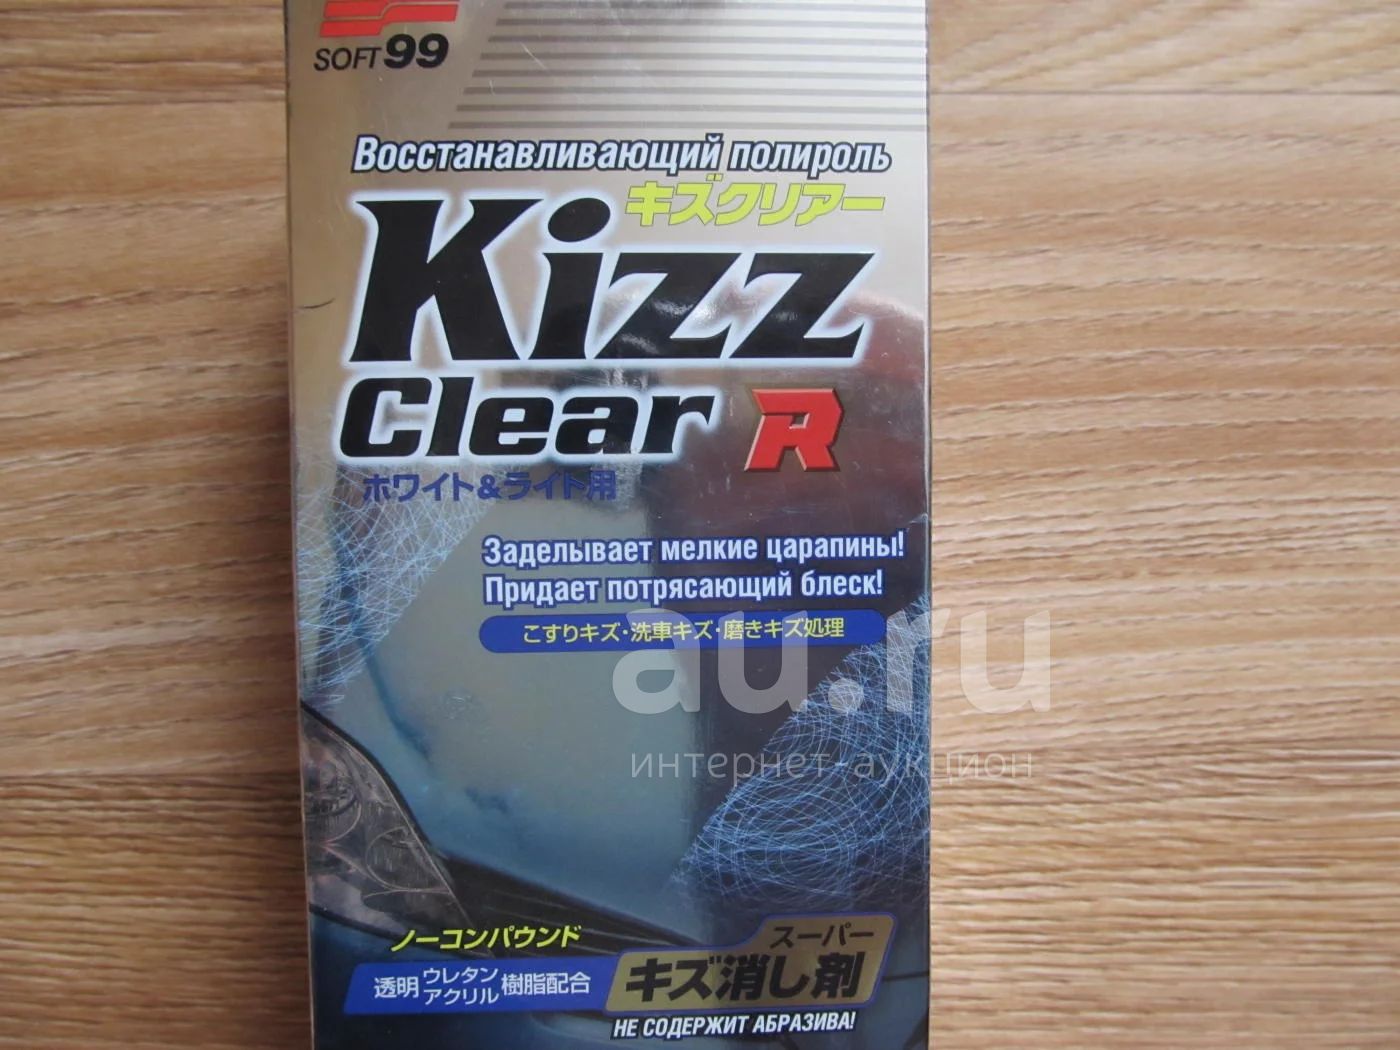 SOFT99
Восстанавливающий полироль
キズクリアー
Kizz
Clear R
ホワイト&ライト用
Заделывает мелкие царапины!
Придает потрясающий блеск!
こすりキズ・洗車キズ・磨きキズ処理
au.ru
интернет-аукцион
ノーコンパウンド
透明ウレタンアクリル樹脂配合
スーパー
キズ消し剤
НЕ СОДЕРЖИТ АБРАЗИВА!